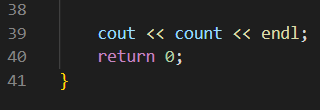 38
39 cout << count << endl;
40 return 0;
41 }